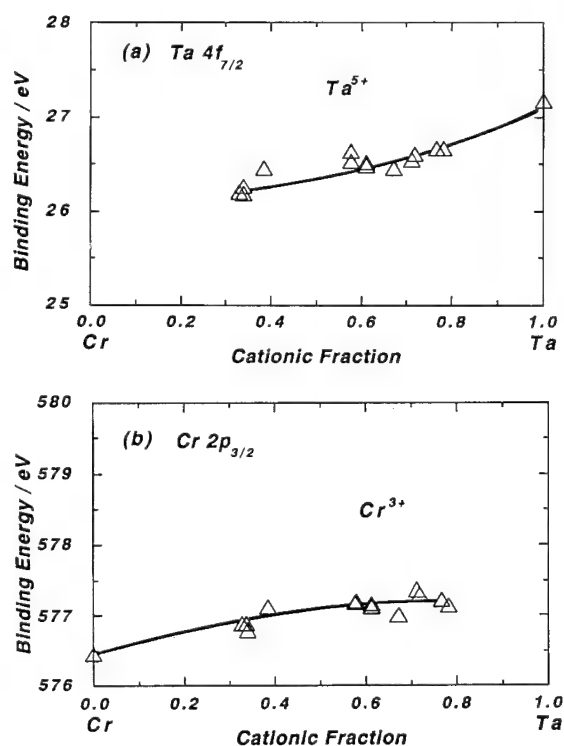 28
(a) Ta 4f7/2
Ta5+
27
26
25
Binding Energy / eV
0.0 0.2 0.4 0.6 0.8 1.0
Cr Cationic Fraction Ta
580
(b) Cr 2p3/2
579
Cr3+
578
577
576
Binding Energy / eV
0.0 0.2 0.4 0.6 0.8 1.0
Cr Cationic Fraction Ta